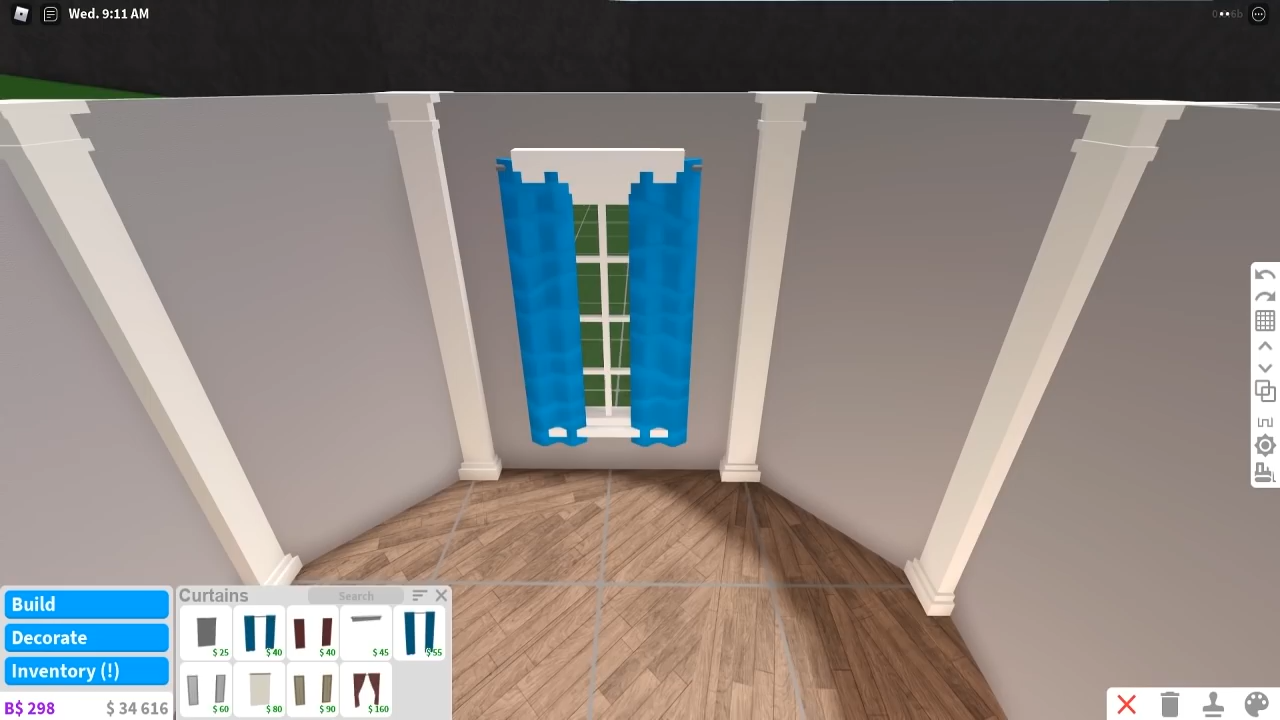 Wed. 9:11 AM
Build
Decorate
Inventory (!)
B$ 298
$ 34 616
Curtains
Search
$ 25
$ 40
$ 40
$ 45
$ 55
$ 60
$ 80
$ 90
$ 160